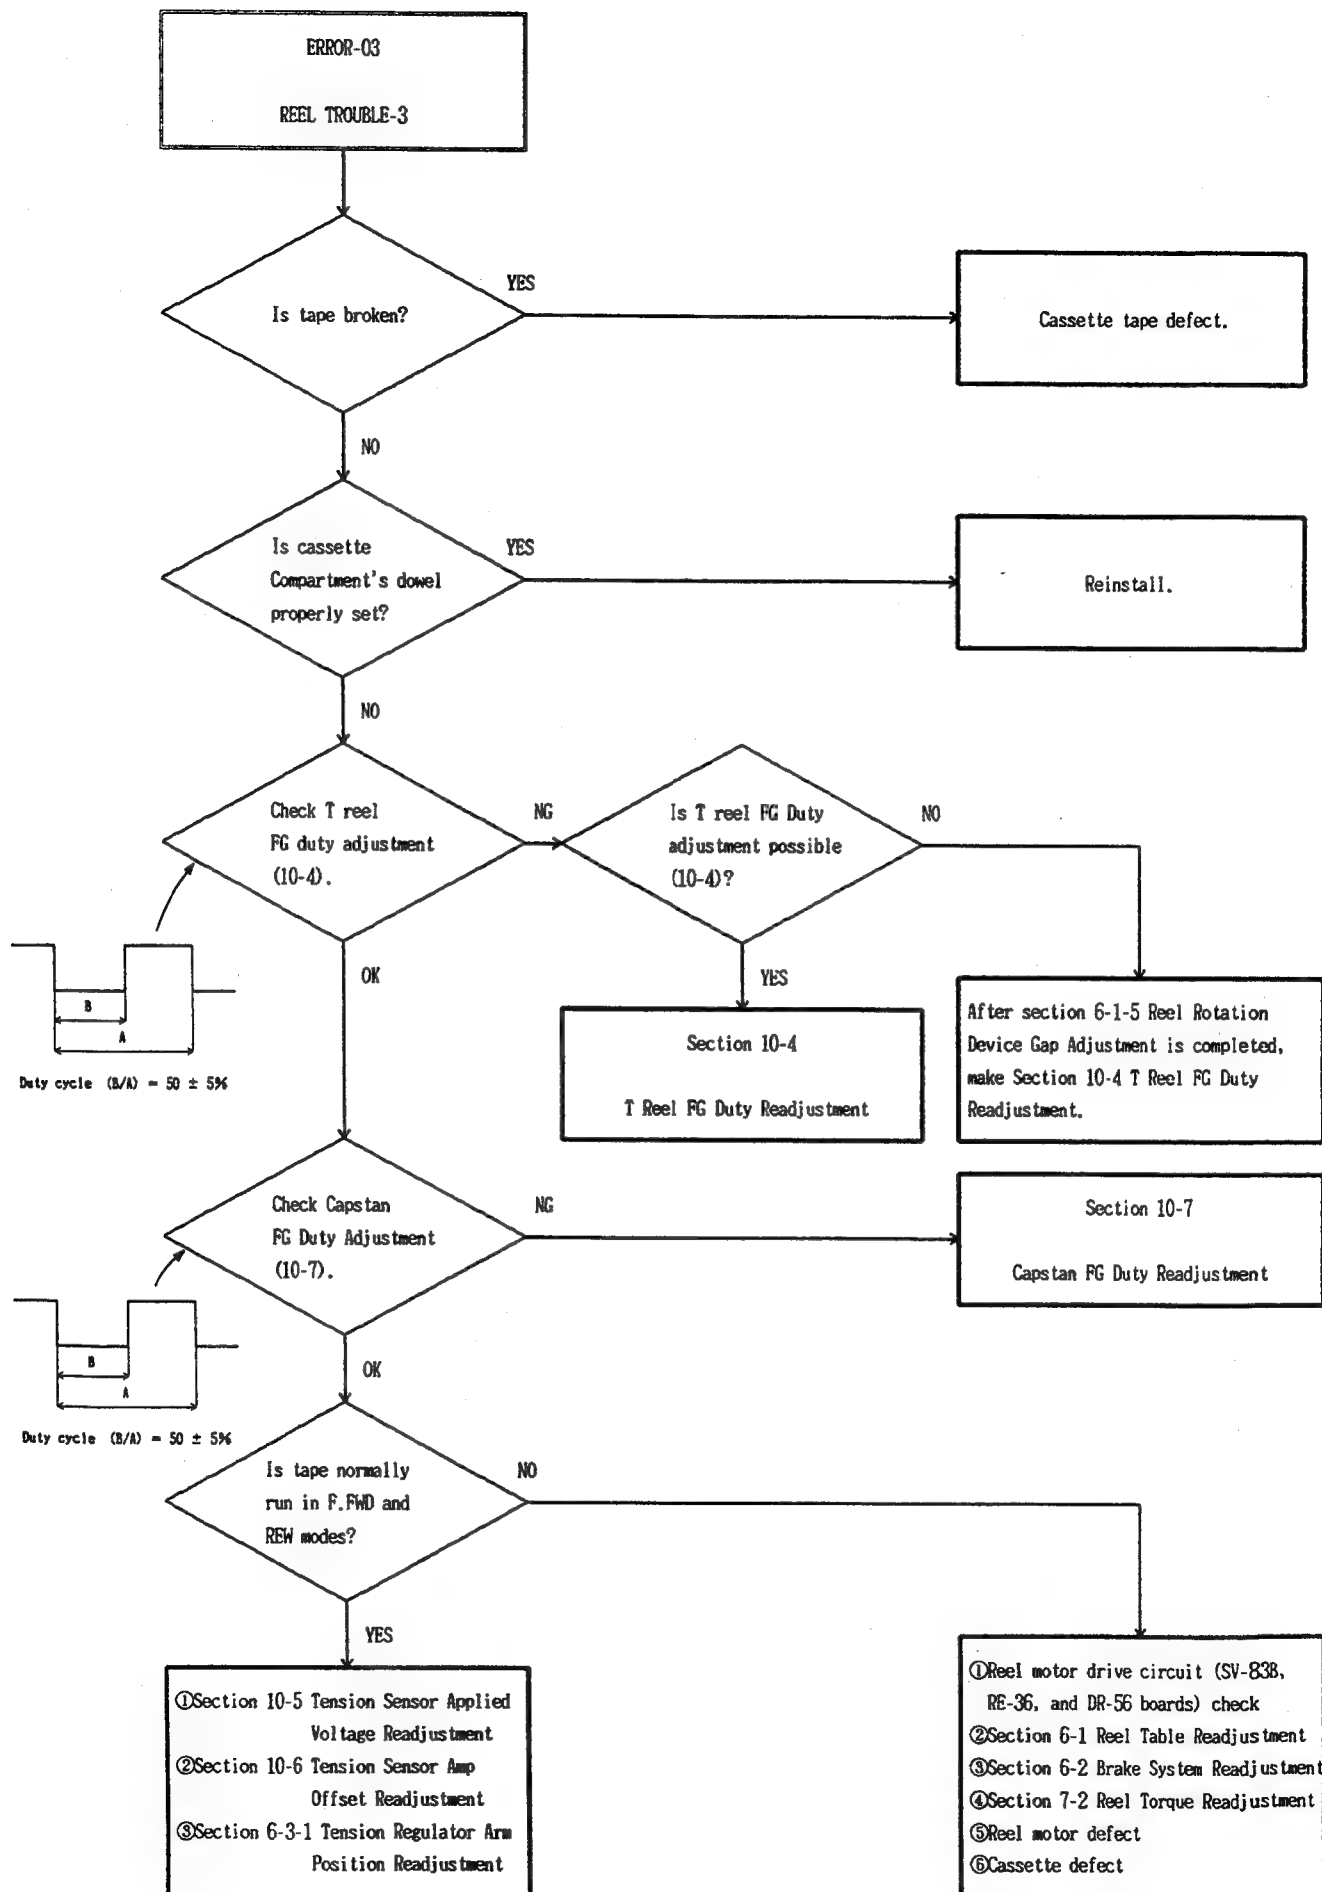 ERROR-03
REEL TROUBLE-3
Is tape broken?
YES
Cassette tape defect.
NO
Is cassette
Compartment's dowel
properly set?
YES
Reinstall.
NO
Check T reel
FG duty adjustment
(10-4).
NG
Is T reel FG Duty
adjustment possible
(10-4)?
NO
B
A
Duty cycle (B/A) = 50 ± 5%
OK
YES
Section 10-4
T Reel FG Duty Readjustment
After section 6-1-5 Reel Rotation
Device Gap Adjustment is completed,
make Section 10-4 T Reel FG Duty
Readjustment.
Check Capstan
FG Duty Adjustment
(10-7).
NG
Section 10-7
Capstan FG Duty Readjustment
B
A
Duty cycle (B/A) = 50 ± 5%
OK
Is tape normally
run in F.FWD and
REW modes?
NO
YES
①Section 10-5 Tension Sensor Applied
Voltage Readjustment
②Section 10-6 Tension Sensor Amp
Offset Readjustment
③Section 6-3-1 Tension Regulator Arm
Position Readjustment
①Reel motor drive circuit (SV-83B,
RE-36, and DR-56 boards) check
②Section 6-1 Reel Table Readjustment
③Section 6-2 Brake System Readjustment
④Section 7-2 Reel Torque Readjustment
⑤Reel motor defect
⑥Cassette defect